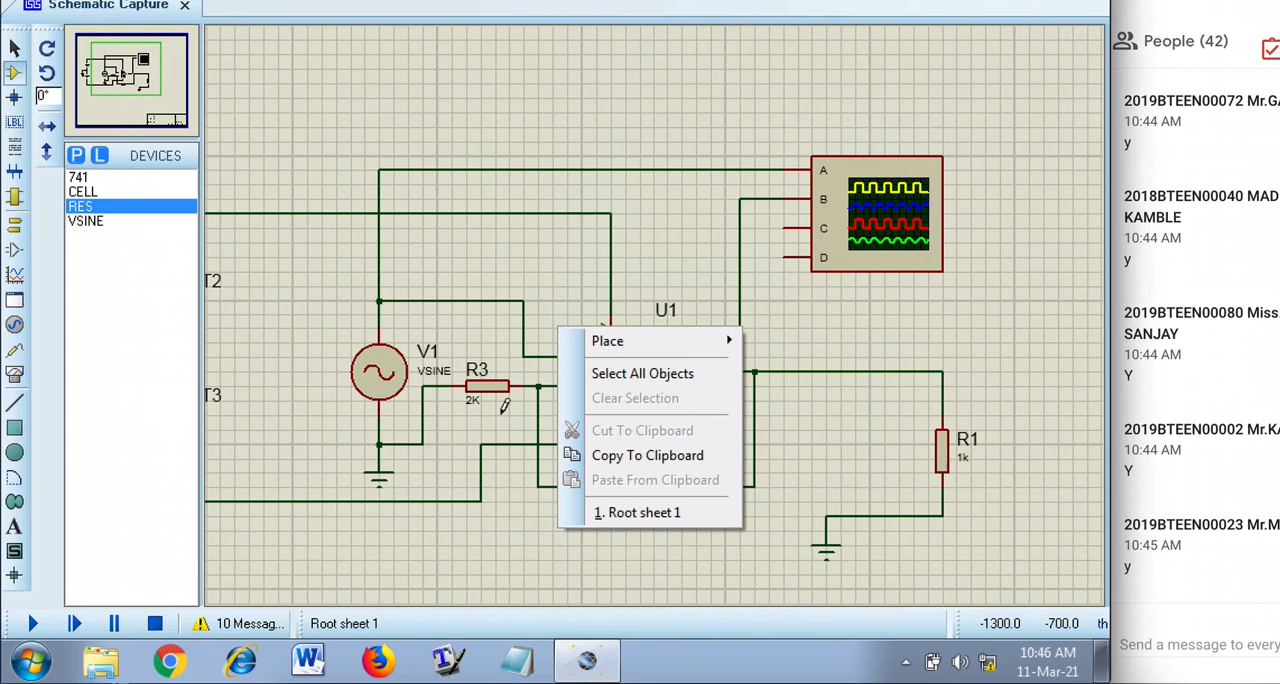 Schematic Capture
0°
LBL
P L DEVICES
741
CELL
RES
VSINE
A
S
A
B
C
D
T2
T3
U1
V1
VSINE
R3
2K
R1
1k
Place
Select All Objects
Clear Selection
Cut To Clipboard
Copy To Clipboard
Paste From Clipboard
1. Root sheet 1
10 Messag...
Root sheet 1
-1300.0
-700.0
th
10:46 AM
11-Mar-21
People (42)
2019BTEEN00072 Mr.GA
10:44 AM
y
2018BTEEN00040 MAD
KAMBLE
10:44 AM
y
2019BTEEN00080 Miss.
SANJAY
10:44 AM
Y
2019BTEEN00002 Mr.KA
10:44 AM
Y
2019BTEEN00023 Mr.M
10:45 AM
y
Send a message to every